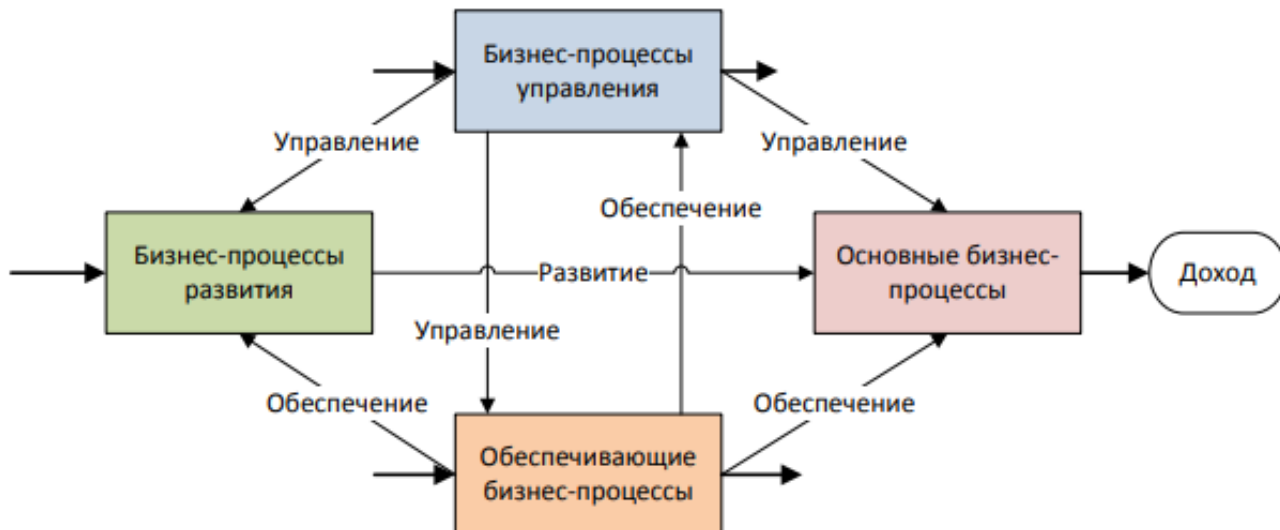 Бизнес-процессы
управления
Управление
Управление
Обеспечение
Бизнес-процессы
развития
Развитие
Основные бизнес-
процессы
Доход
Управление
Обеспечение
Обеспечение
Обеспечивающие
бизнес-процессы